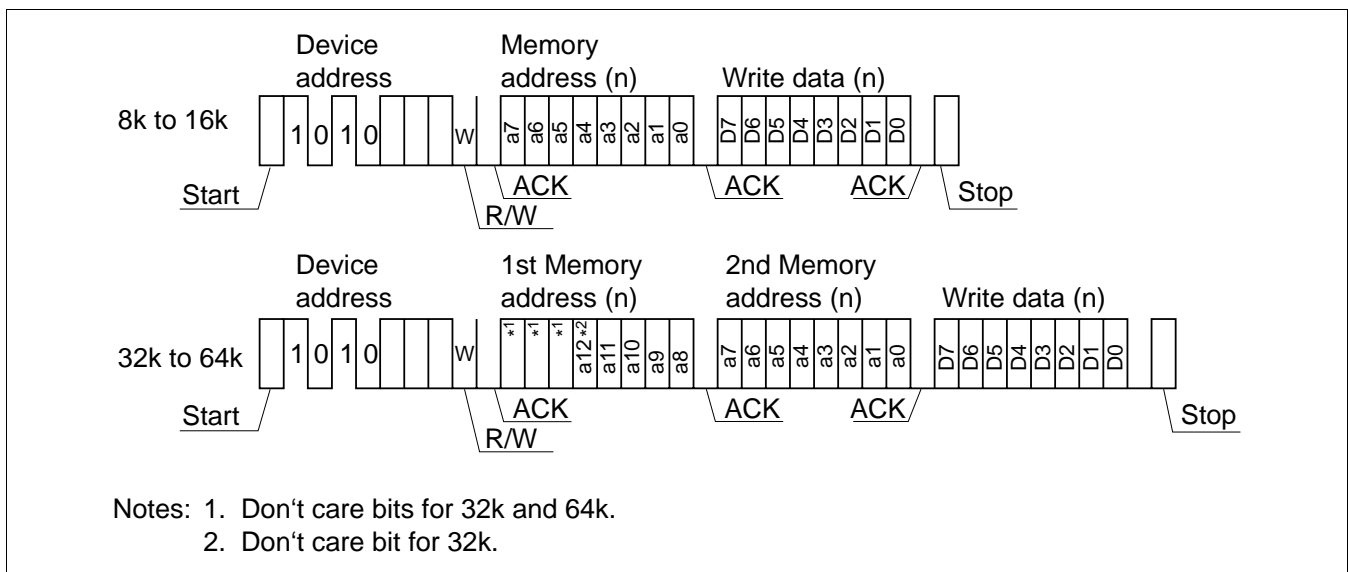 Device address
Memory address (n)
Write data (n)
8k to 16k
1 0 1 0 W a7 a6 a5 a4 a3 a2 a1 a0 D7 D6 D5 D4 D3 D2 D1 D0
Start
ACK
R/W
ACK
ACK
Stop
Device address
1st Memory address (n)
2nd Memory address (n)
Write data (n)
32k to 64k
1 0 1 0 W *1 *1 *1 a12*2 a11 a10 a9 a8 a7 a6 a5 a4 a3 a2 a1 a0 D7 D6 D5 D4 D3 D2 D1 D0
Start
ACK
R/W
ACK
ACK
Stop
Notes: 1. Don‘t care bits for 32k and 64k.
2. Don‘t care bit for 32k.